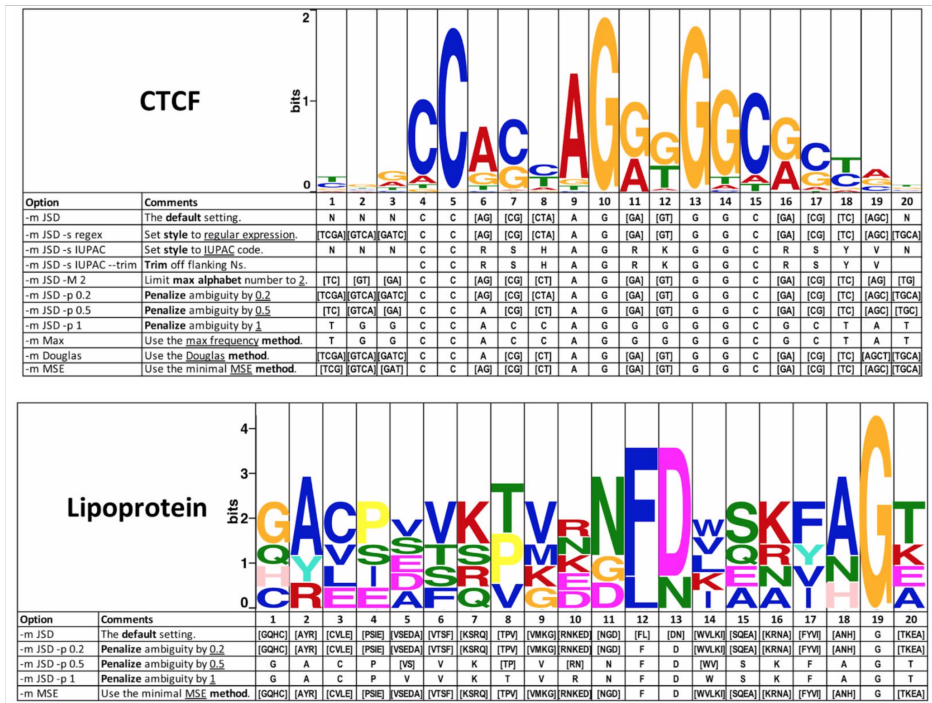 2
CTCF
bits
1
0
Option Comments 1 2 3 4 5 6 7 8 9 10 11 12 13 14 15 16 17 18 19 20
-m JSD The default setting. N N N C C [AG] [CG] [CTA] A G [GA] [GT] G G C [GA] [CG] [TC] [AGC] N
-m JSD -s regex Set style to regular expression. [TCGA] [GTCA] [GATC] C C [AG] [CG] [CTA] A G [GA] [GT] G G C [GA] [CG] [TC] [AGC] [TGCA]
-m JSD -s IUPAC Set style to IUPAC code. N N N C C R S H A G R K G G C R S Y V N
-m JSD -s IUPAC --trim Trim off flanking Ns. C C R S H A G R K G G C R S Y V
-m JSD -M 2 Limit max alphabet number to 2. [TC] [GT] [GA] C C [AG] [CG] [CT] A G [GA] [GT] G G C [GA] [CG] [TC] [AG] [TG]
-m JSD -p 0.2 Penalize ambiguity by 0.2 [TCGA] [GTCA] [GATC] C C [AG] [CG] [CTA] A G [GA] [GT] G G C [GA] [CG] [TC] [AGC] [TGCA]
-m JSD -p 0.5 Penalize ambiguity by 0.5 [TC] [GTCA] [GA] C C A [CG] [CT] A G [GA] [GT] G G C [GA] [CG] [TC] [AGC] [TGC]
-m JSD -p 1 Penalize ambiguity by 1 T G G C C A C C A G G G G G C G C T A T
-m Max Use the max frequency method. T G G C C A C C A G G G G G C G C T A T
-m Douglas Use the Douglas method. [TCGA] [GTCA] [GATC] C C A [CG] [CT] A G [GA] [GT] G G C [GA] [CG] [TC] [AGCT] [TGCA]
-m MSE Use the minimal MSE method. [TCG] [GTCA] [GAT] C C [AG] [CG] [CT] A G [GA] [GT] G G C [GA] [CG] [TC] [AGC] [TGCA]
4
3
Lipoprotein
bits
2
1
0
Option Comments 1 2 3 4 5 6 7 8 9 10 11 12 13 14 15 16 17 18 19 20
-m JSD The default setting. [GQHC] [AYR] [CVLE] [PSIE] [VSEDA] [VTSF] [KSRQ] [TPV] [VMKG] [RNKED] [NGD] [FL] [DN] [WVLKI] [SQEA] [KRNA] [FYVI] [ANH] G [TKEA]
-m JSD -p 0.2 Penalize ambiguity by 0.2 [GQHC] [AYR] [CVLE] [PSIE] [VSEDA] [VTSF] [KSRQ] [TPV] [VMKG] [RNKED] [NGD] F D [WVLKI] [SQEA] [KRNA] [FYVI] [ANH] G [TKEA]
-m JSD -p 0.5 Penalize ambiguity by 0.5 G A C P [VS] V K [TP] V [RN] N F D [WV] S K F A G T
-m JSD -p 1 Penalize ambiguity by 1 G A C P V V K T V R N F D W S K F A G T
-m MSE Use the minimal MSE method. [GQHC] [AYR] [CVLE] [PSIE] [VSEDA] [VTSF] [KSRQ] [TPV] [VMKG] [RNKED] [NGD] F D [WVLKI] [SQEA] [KRNA] [FYVI] [ANH] G [TKEA]